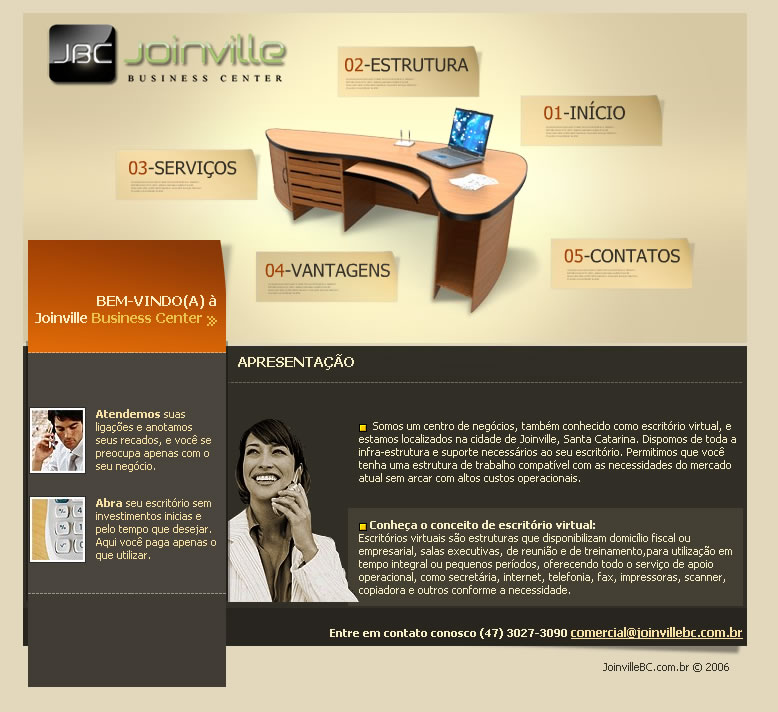 JBC Joinville
BUSINESS CENTER
02-ESTRUTURA
01-INÍCIO
03-SERVIÇOS
04-VANTAGENS
05-CONTATOS
BEM-VINDO(A) à
Joinville Business Center
APRESENTAÇÃO
Atendemos suas
ligações e anotamos
seus recados, e você se
preocupa apenas com o
seu negócio.
Abra seu escritório sem
investimentos inicias e
pelo tempo que desejar.
Aqui você paga apenas o
que utilizar.
Somos um centro de negócios, também conhecido como escritório virtual, e
estamos localizados na cidade de Joinville, Santa Catarina. Dispomos de toda a
infra-estrutura e suporte necessários ao seu escritório. Permitimos que você
tenha uma estrutura de trabalho compatível com as necessidades do mercado
atual sem arcar com altos custos operacionais.
Conheça o conceito de escritório virtual:
Escritórios virtuais são estruturas que disponibilizam domicílio fiscal ou
empresarial, salas executivas, de reunião e de treinamento,para utilização em
tempo integral ou pequenos períodos, oferecendo todo o serviço de apoio
operacional, como secretária, internet, telefonia, fax, impressoras, scanner,
copiadora e outros conforme a necessidade.
Entre em contato conosco (47) 3027-3090 comercial@joinvillebc.com.br
JoinvilleBC.com.br © 2006